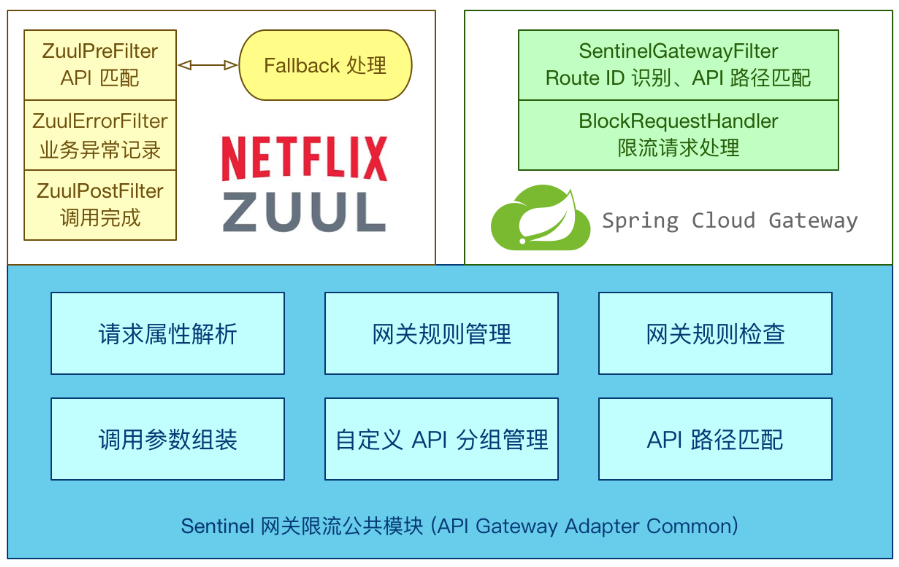 ZuulPreFilter
API 匹配
Fallback 处理
ZuulErrorFilter
业务异常记录
ZuulPostFilter
调用完成
NETFLIX
ZUUL
SentinelGatewayFilter
Route ID 识别、API 路径匹配
BlockRequestHandler
限流请求处理
Spring Cloud Gateway
请求属性解析
网关规则管理
网关规则检查
调用参数组装
自定义 API 分组管理
API 路径匹配
Sentinel 网关限流公共模块 (API Gateway Adapter Common)